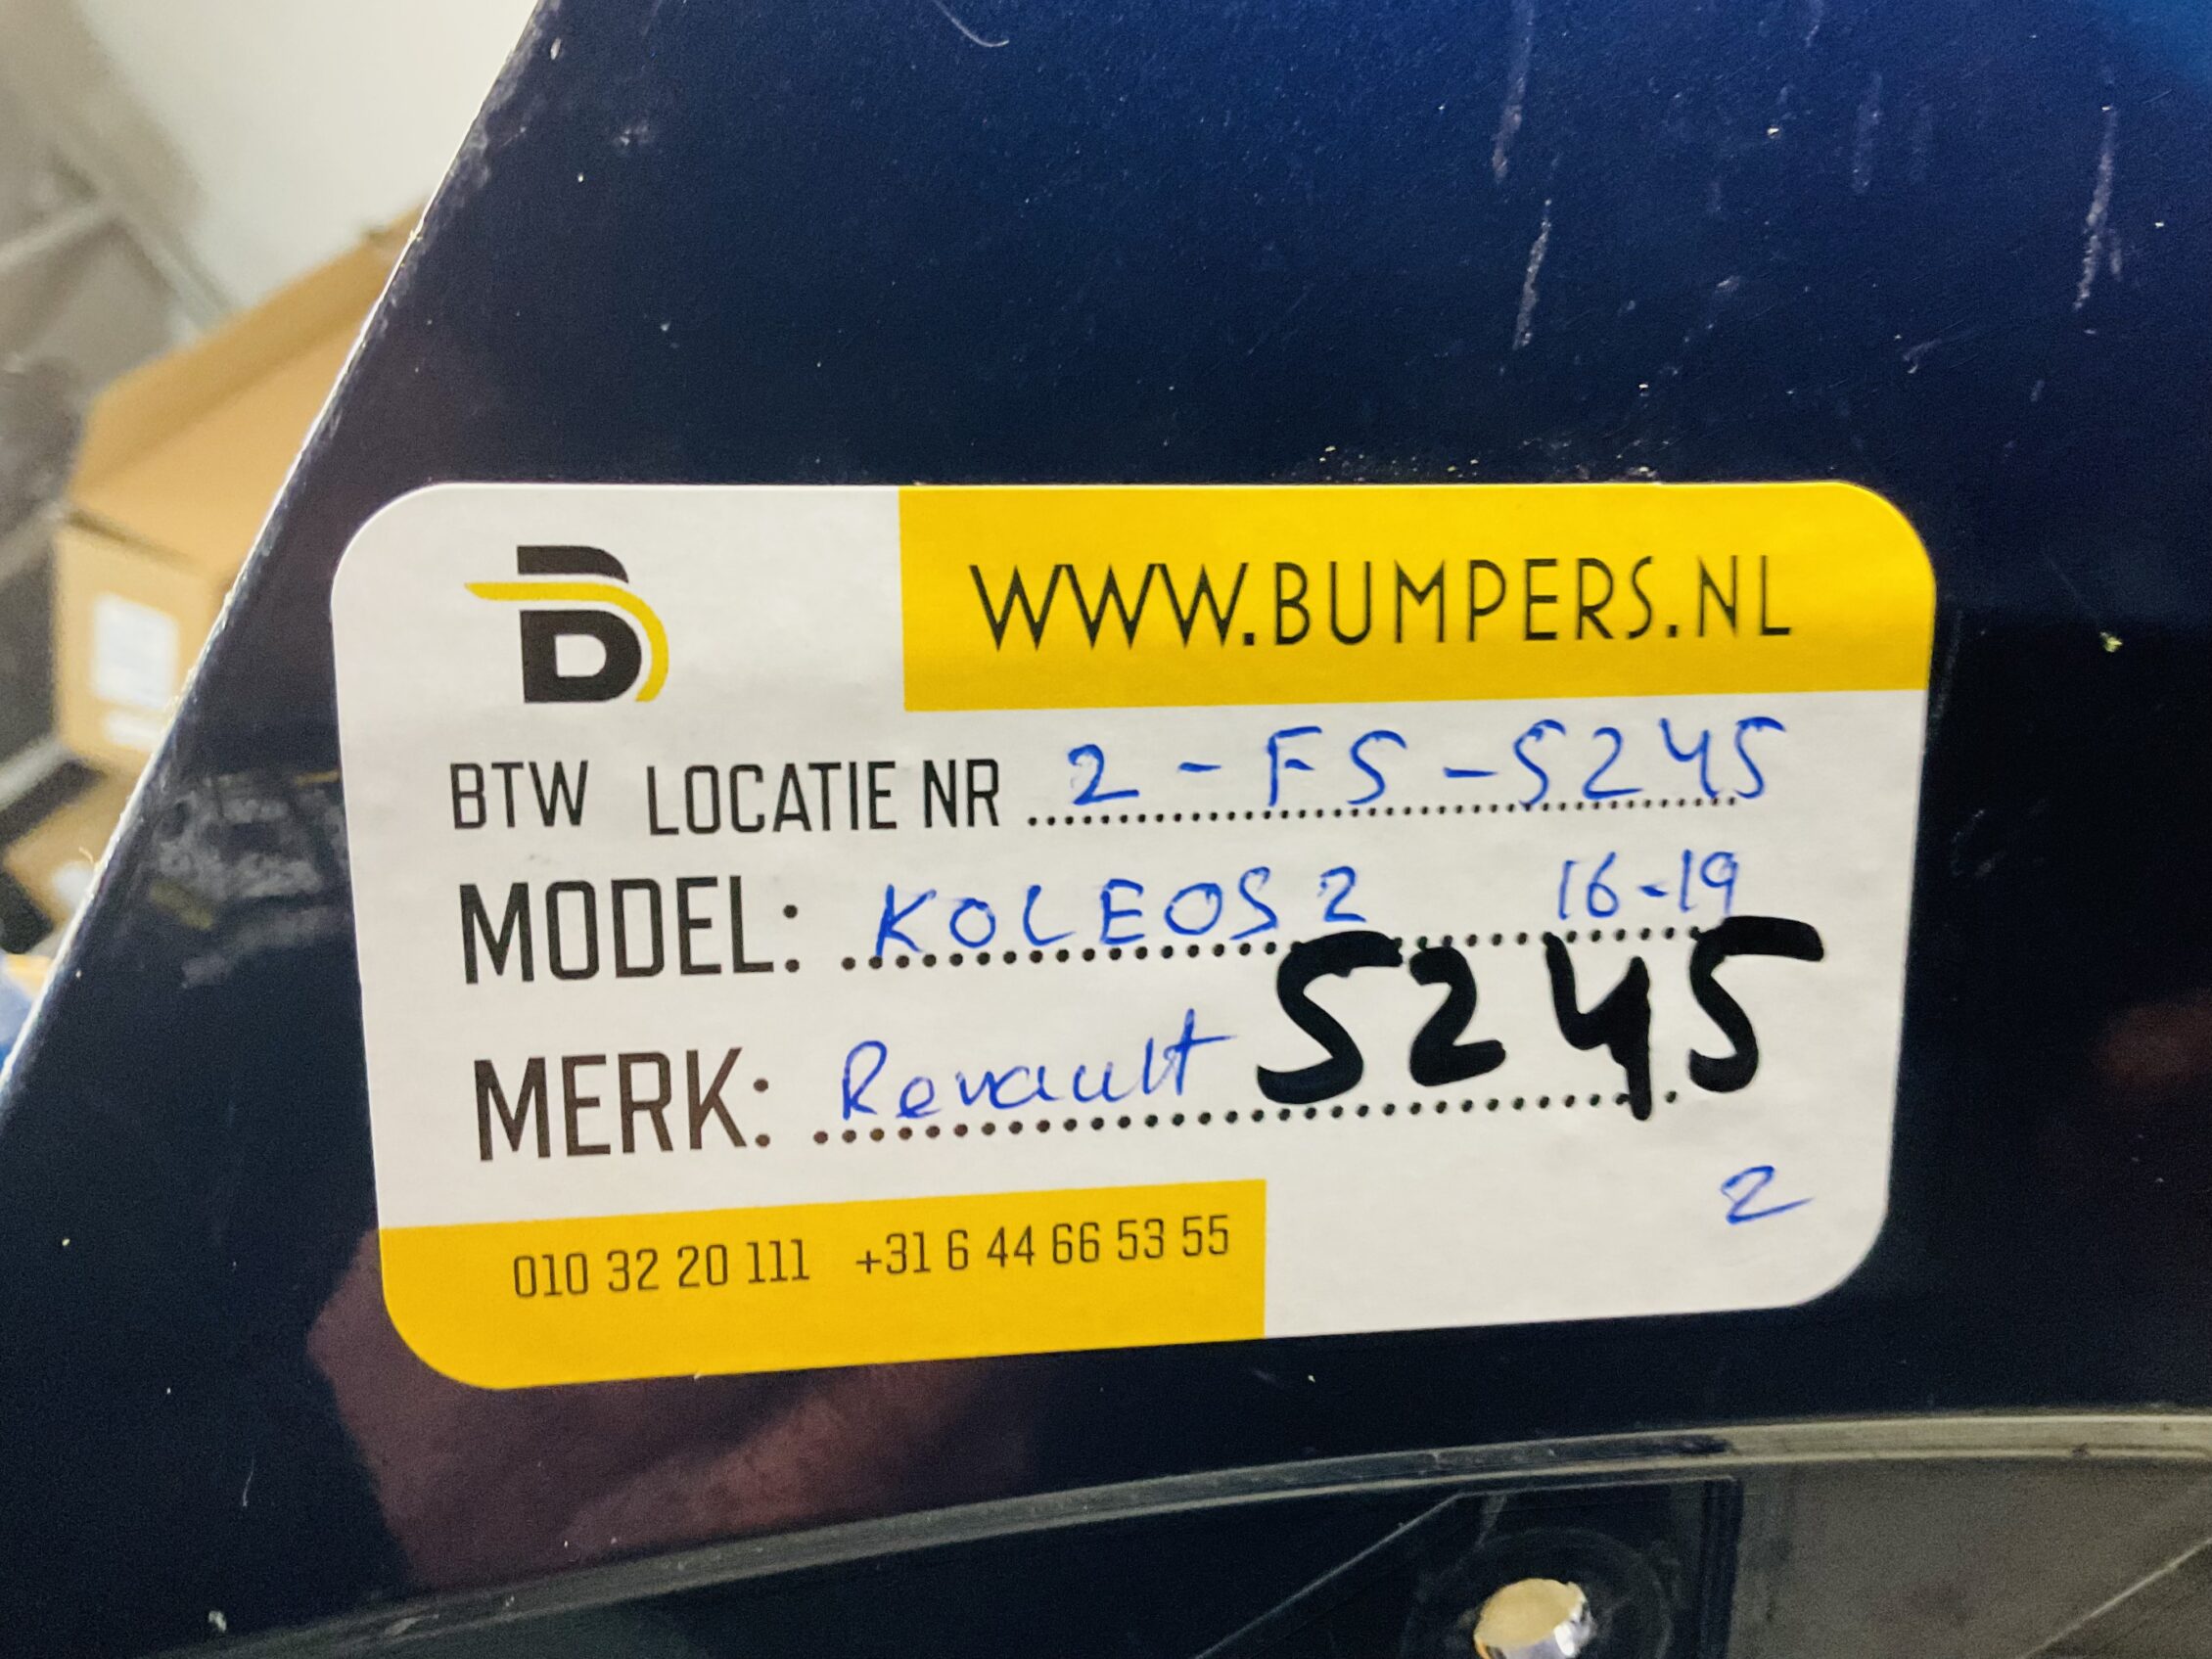 WWW.BUMPERS.NL
BTW LOCATIE NR 2-FS-5245
MODEL: KOLEOS 2 16-19
MERK: Renault 5245
2
010 32 20 111 +31 6 44 66 53 55